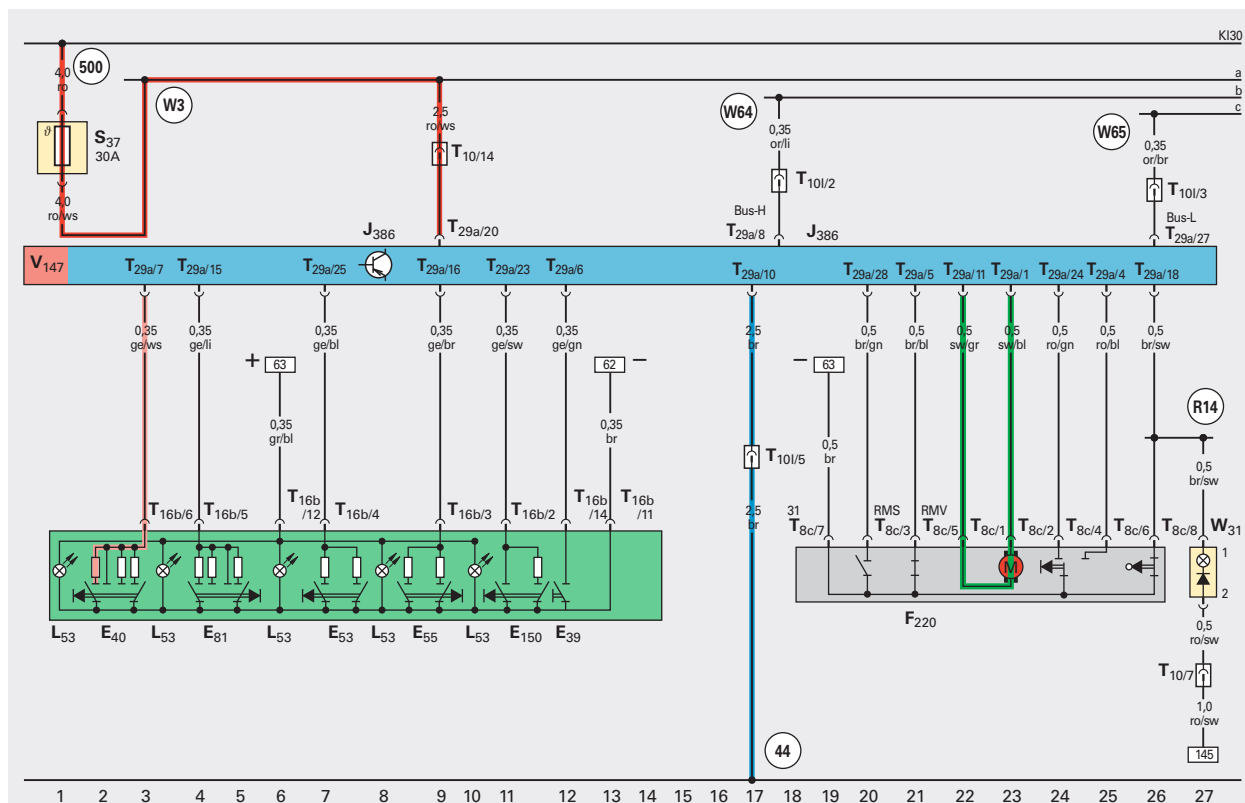 KI30
500
4,0
ro
a
W3
b
W64
c
W65
2,5
ro/ws
ϑ
S37
30A
T10/14
0,35
or/li
0,35
or/br
T10I/2
T10I/3
4,0
ro/ws
Bus-H
Bus-L
J386
T29a/20
T29a/8
J386
T29a/27
V147
T29a/7
T29a/15
T29a/25
T29a/16
T29a/23
T29a/6
T29a/10
T29a/28
T29a/5
T29a/11
T29a/1
T29a/24
T29a/4
T29a/18
0,35
ge/ws
0,35
ge/li
0,35
ge/bl
0,35
ge/br
0,35
ge/sw
0,35
ge/gn
2,5
br
0,5
br/gn
0,5
br/bl
0,5
sw/gr
0,5
sw/bl
0,5
ro/gn
0,5
ro/bl
0,5
br/sw
+ 63
62 −
− 63
R14
0,35
gr/bl
0,35
br
0,5
br
T10I/5
0,5
br/sw
2,5
br
T16b/6
T16b/5
T16b/12
T16b/4
T16b/3
T16b/2
T16b/14
T16b/11
31
T8c/7
RMS
T8c/3
RMV
T8c/5
T8c/1
T8c/2
T8c/4
T8c/6
T8c/8
W31
1
M
2
L53
E40
L53
E81
L53
E53
L53
E55
L53
E150
E39
F220
0,5
ro/sw
T10/7
1,0
ro/sw
44
145
1 2 3 4 5 6 7 8 9 10 11 12 13 14 15 16 17 18 19 20 21 22 23 24 25 26 27